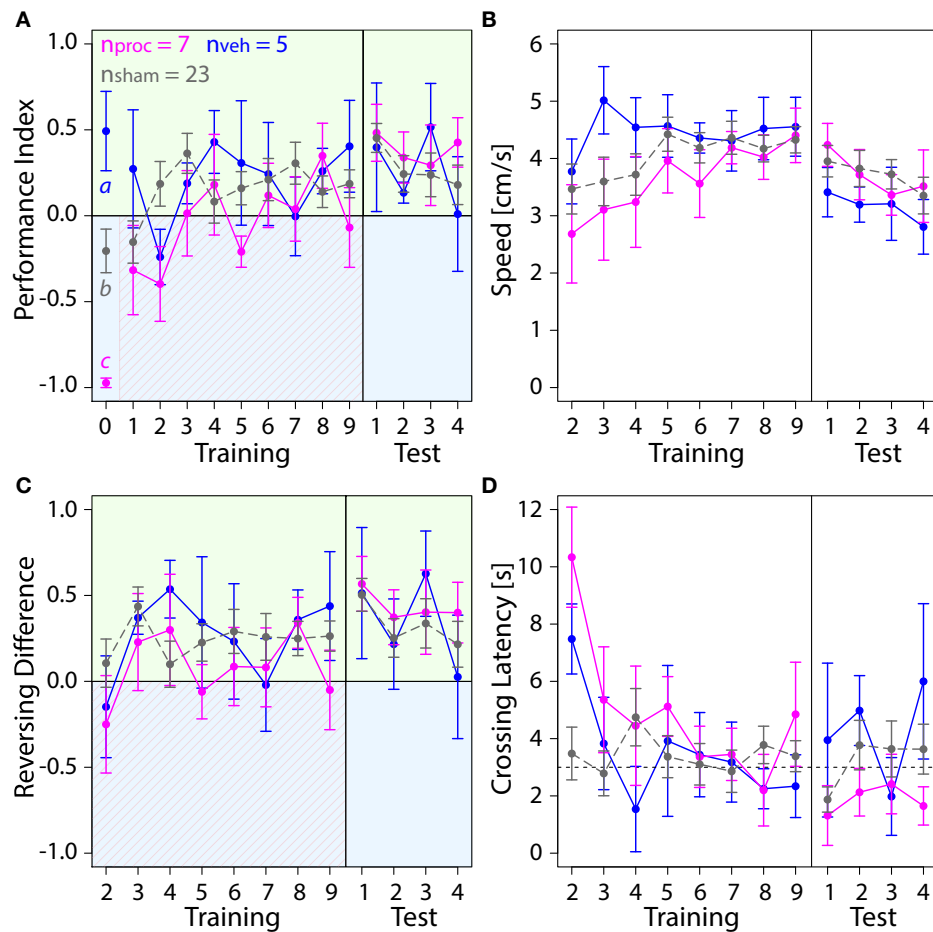 A
nproc = 7 nveh = 5
nsham = 23
Performance Index
1.0
0.5
0.0
-0.5
-1.0
a
b
c
0 1 2 3 4 5 6 7 8 9 1 2 3 4
Training Test
B
Speed [cm/s]
6
5
4
3
2
1
0
2 3 4 5 6 7 8 9 1 2 3 4
Training Test
C
Reversing Difference
1.0
0.5
0.0
-0.5
-1.0
2 3 4 5 6 7 8 9 1 2 3 4
Training Test
D
Crossing Latency [s]
12
10
8
6
4
2
0
2 3 4 5 6 7 8 9 1 2 3 4
Training Test